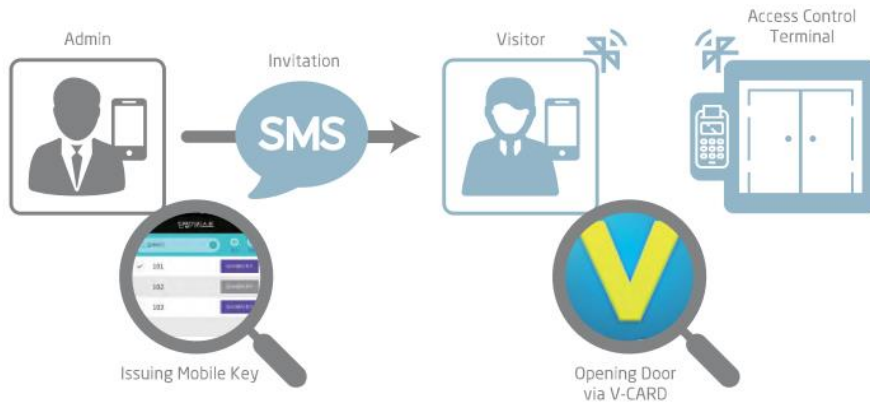 Admin
Invitation
SMS
Visitor
Access Control
Terminal
101
102
103
Issuing Mobile Key
V
Opening Door
via V-CARD